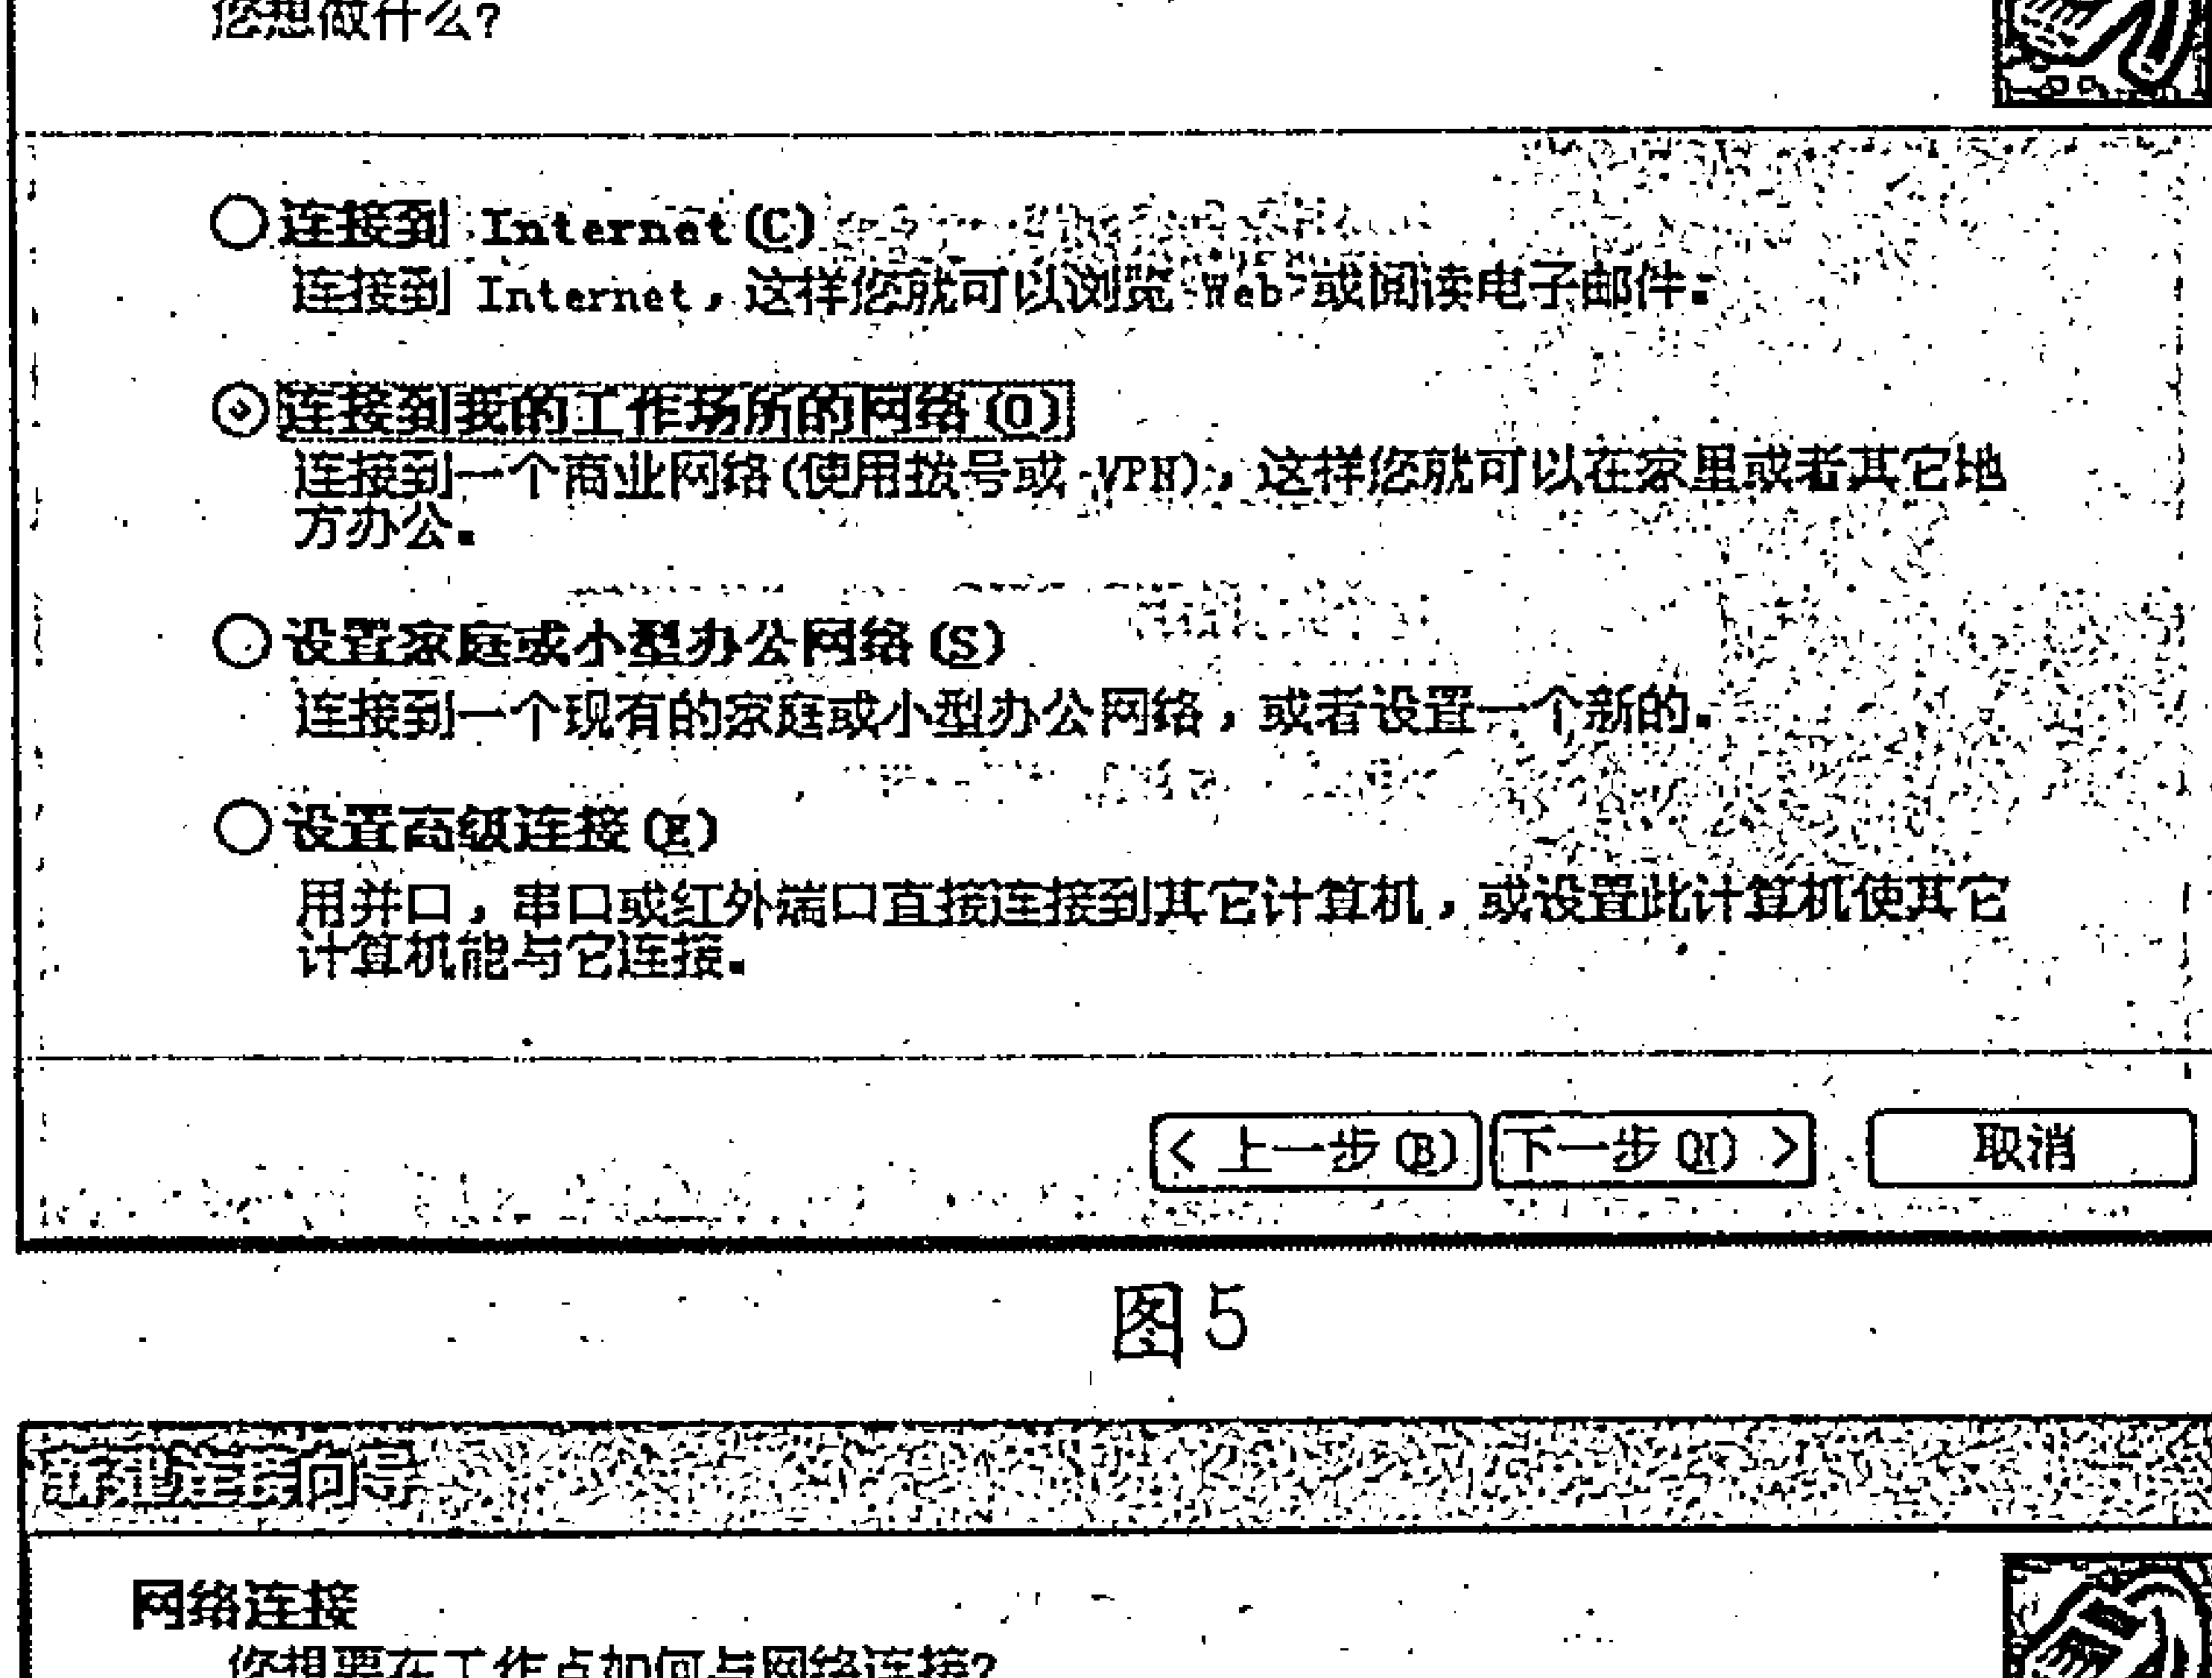 您想做什么?
连接到 Internet(C)
连接到 Internet，这样您就可以浏览 Web 或阅读电子邮件。
连接到我的工作场所的网络(O)
连接到一个商业网络(使用拨号或 VPN)，这样您就可以在家里或者其它地
方办公。
设置家庭或小型办公网络(S)
连接到一个现有的家庭或小型办公网络，或者设置一个新的。
设置高级连接(E)
用并口，串口或红外端口直接连接到其它计算机，或设置此计算机使其它
计算机能与它连接。
< 上一步(B) 下一步(N) > 取消
图5
新建连接向导
网络连接
您想要在工作点如何与网络连接?